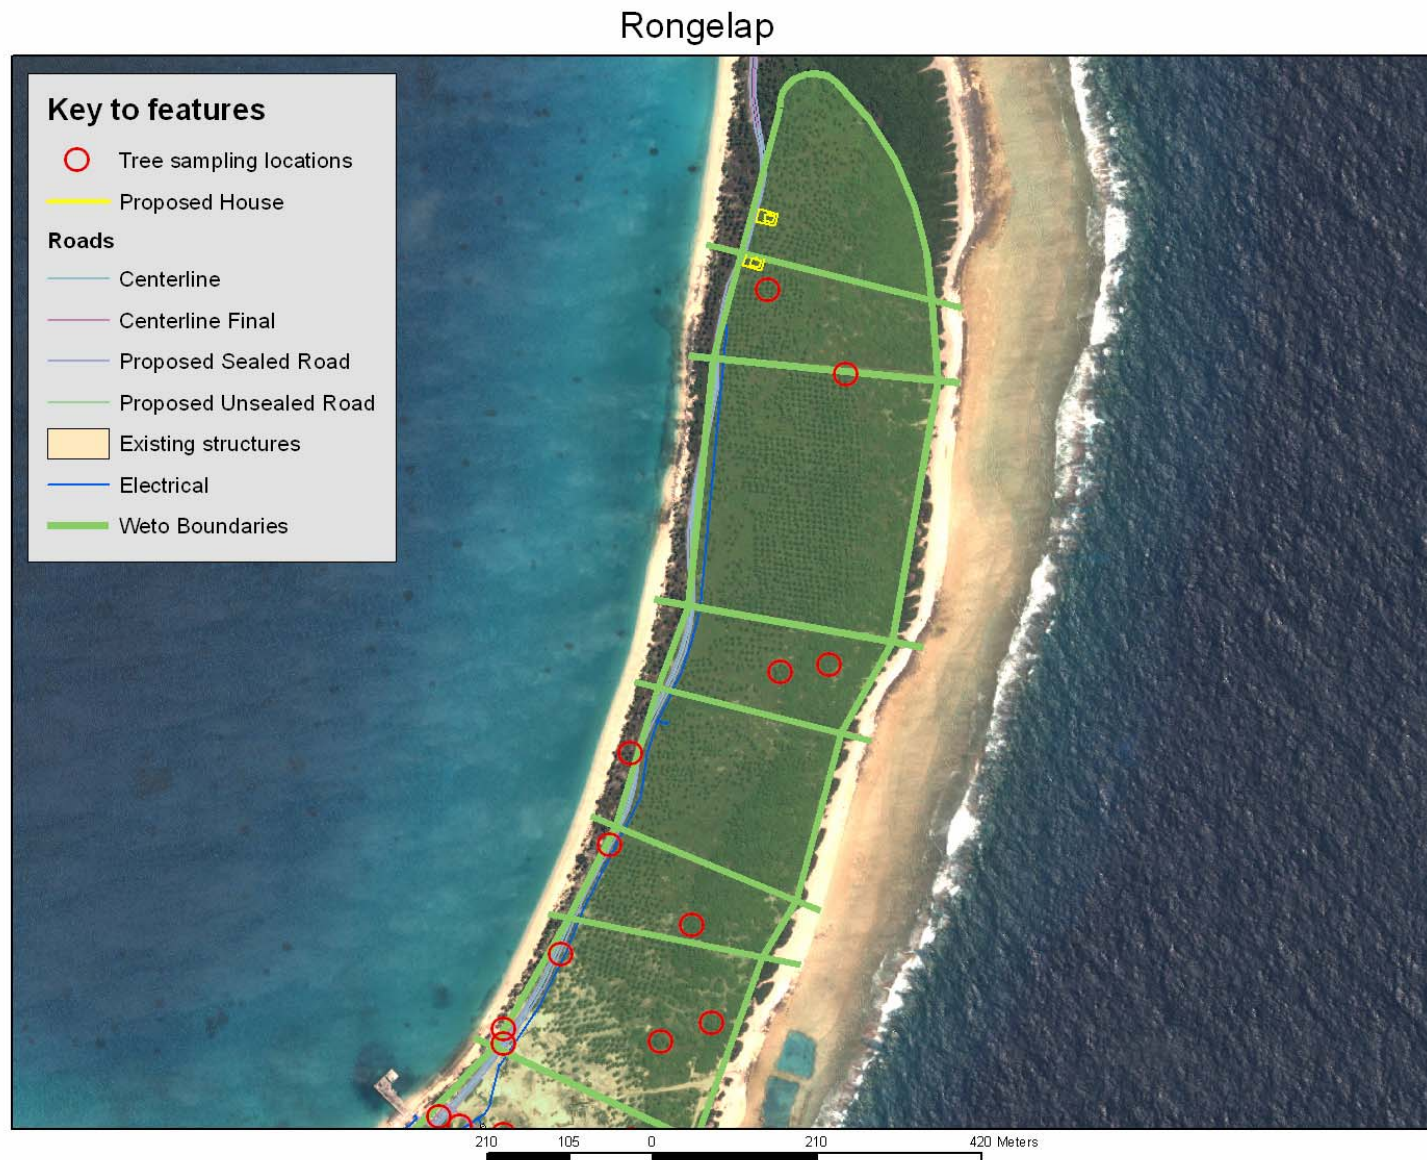 Rongelap
Key to features
Tree sampling locations
Proposed House
Roads
Centerline
Centerline Final
Proposed Sealed Road
Proposed Unsealed Road
Existing structures
Electrical
Weto Boundaries
210 105 0 210 420 Meters